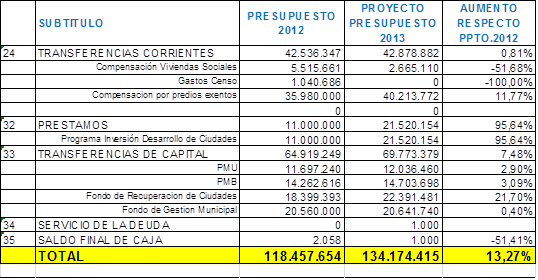 SUBTITULO PRESUPUESTO 2012 PROYECTO PRESUPUESTO 2013 AUMENTO RESPECTO PPTO.2012
24 TRANSFERENCIAS CORRIENTES 42.536.347 42.878.882 0,81%
Compensación Viviendas Sociales 5.515.661 2.665.110 -51,68%
Gastos Censo 1.040.686 0 -100,00%
Compensacion por predios exentos 35.980.000 40.213.772 11,77%
0 0
32 PRESTAMOS 11.000.000 21.520.154 95,64%
Programa Inversión Desarrollo de Ciudades 11.000.000 21.520.154 95,64%
33 TRANSFERENCIAS DE CAPITAL 64.919.249 69.773.379 7,48%
PMU 11.697.240 12.036.460 2,90%
PMB 14.262.616 14.703.698 3,09%
Fondo de Recuperacion de Ciudades 18.399.393 22.391.481 21,70%
Fondo de Gestion Municipal 20.560.000 20.641.740 0,40%
34 SERVICIO DE LA DEUDA 0 1.000
35 SALDO FINAL DE CAJA 2.058 1.000 -51,41%
TOTAL 118.457.654 134.174.415 13,27%